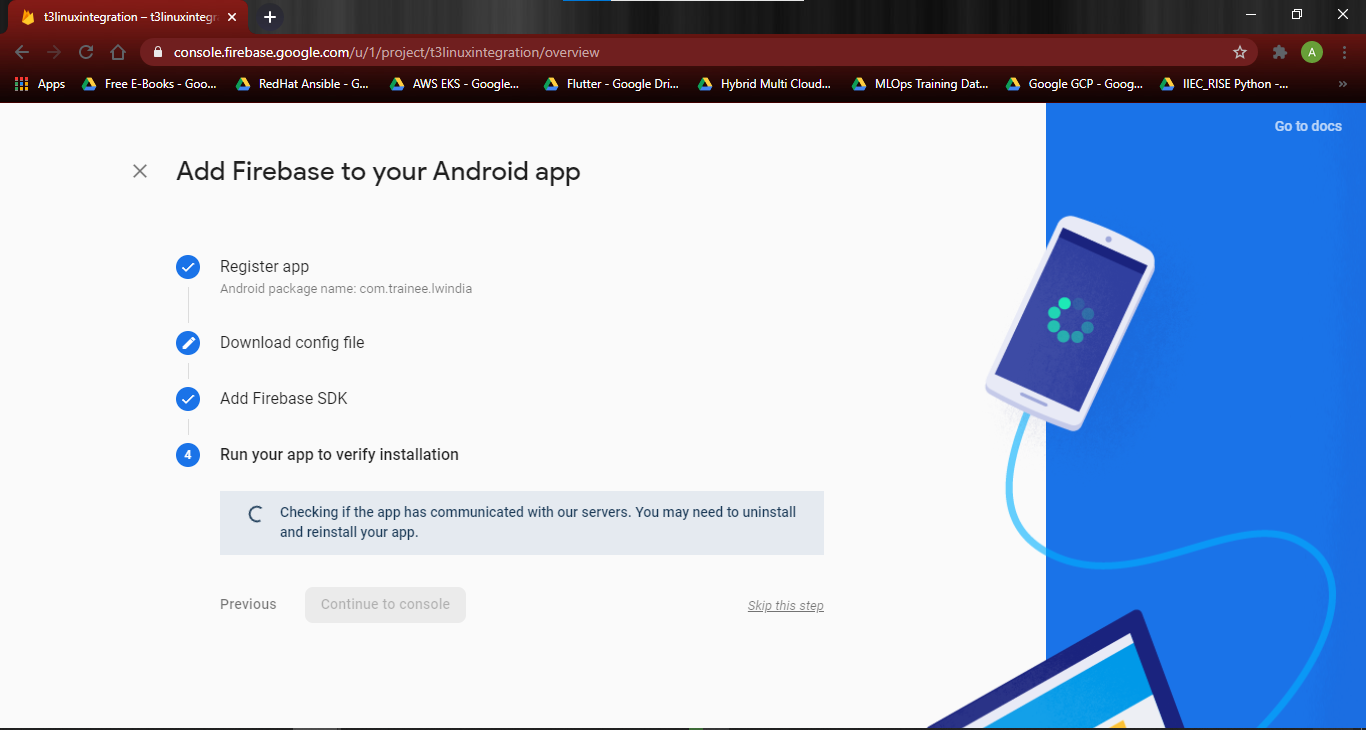 t3linuxintegration – t3linuxintegr
console.firebase.google.com/u/1/project/t3linuxintegration/overview
A
Apps
Free E-Books - Goo...
RedHat Ansible - G...
AWS EKS - Google...
Flutter - Google Dri...
Hybrid Multi Cloud...
MLOps Training Dat...
Google GCP - Goog...
IIEC_RISE Python -...
»
Go to docs
Add Firebase to your Android app
Register app
Android package name: com.trainee.lwindia
Download config file
Add Firebase SDK
4
Run your app to verify installation
Checking if the app has communicated with our servers. You may need to uninstall
and reinstall your app.
Previous
Continue to console
Skip this step